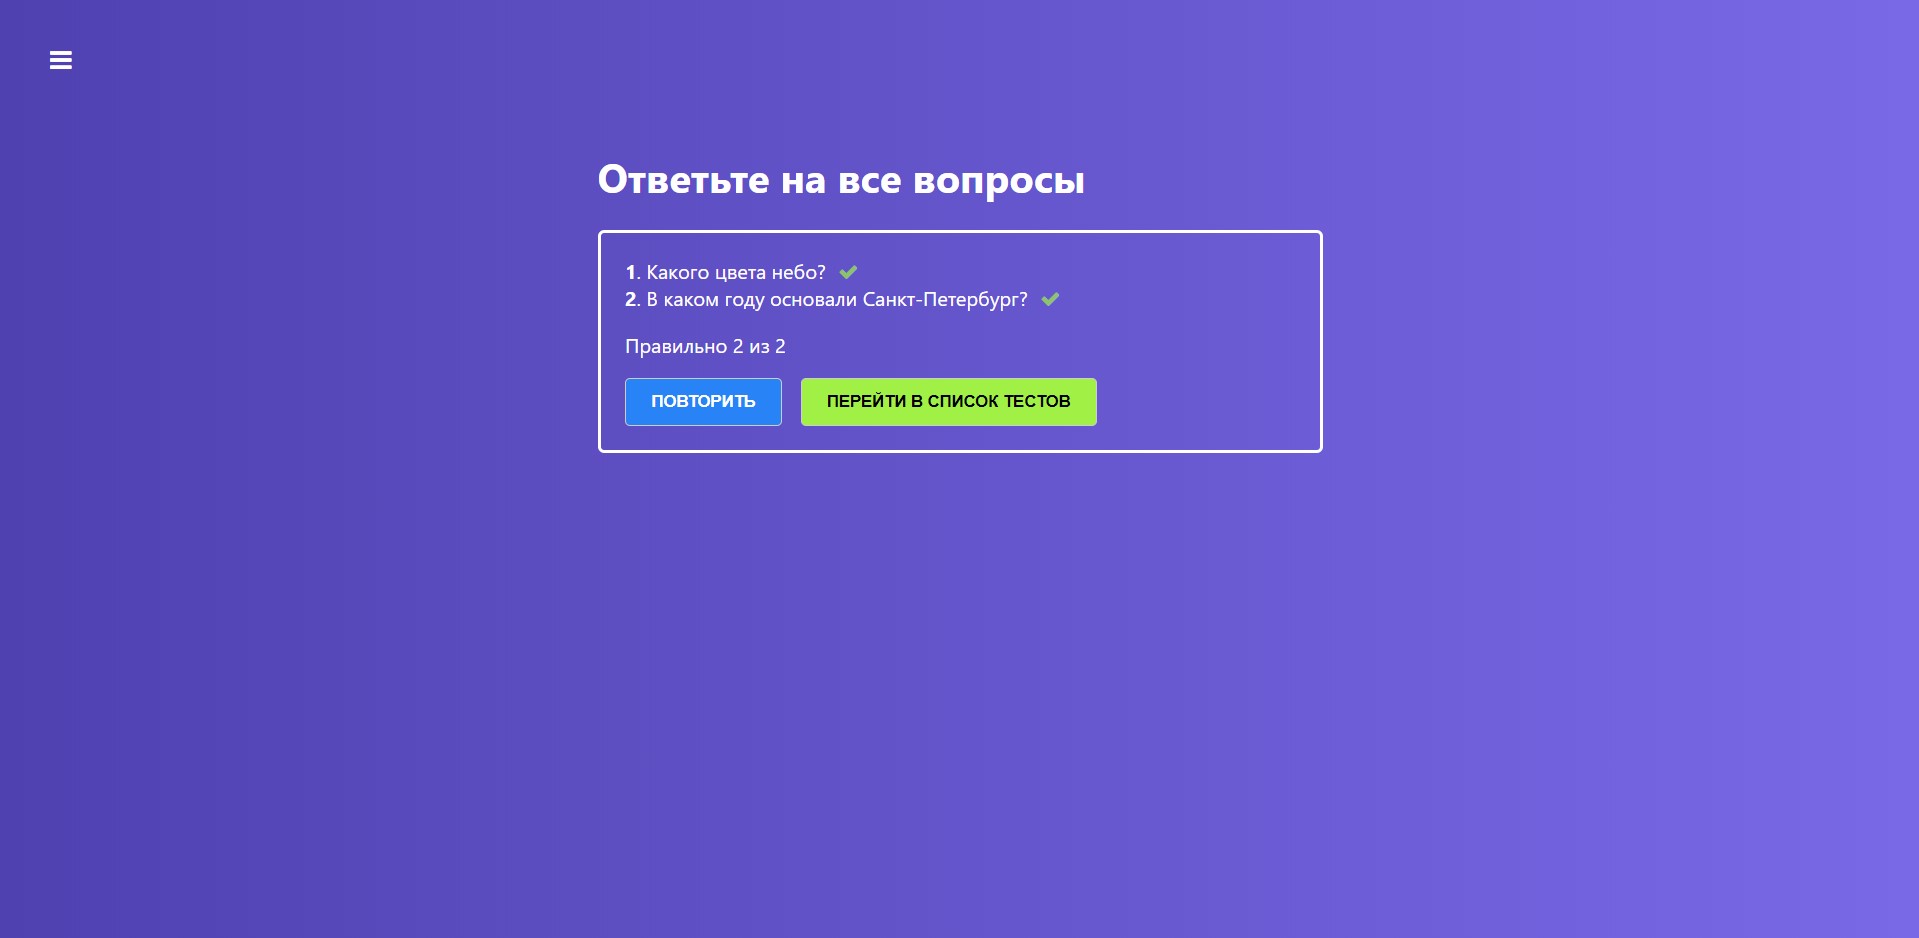 Ответьте на все вопросы
1. Какого цвета небо?
2. В каком году основали Санкт-Петербург?
Правильно 2 из 2
ПОВТОРИТЬ
ПЕРЕЙТИ В СПИСОК ТЕСТОВ